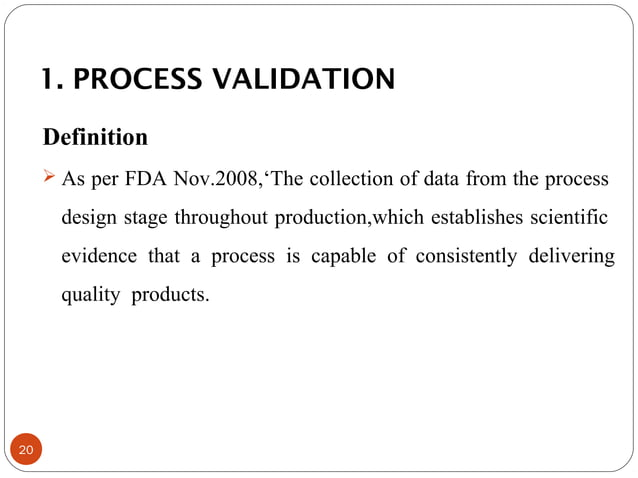 1. PROCESS VALIDATION
Definition
As per FDA Nov.2008,‘The collection of data from the process
design stage throughout production,which establishes scientific
evidence that a process is capable of consistently delivering
quality products.
20